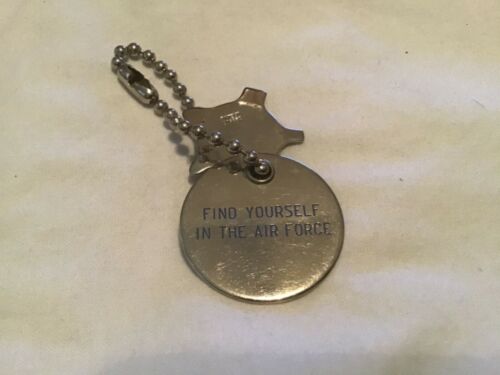 FIND YOURSELF
IN THE AIR FORCE